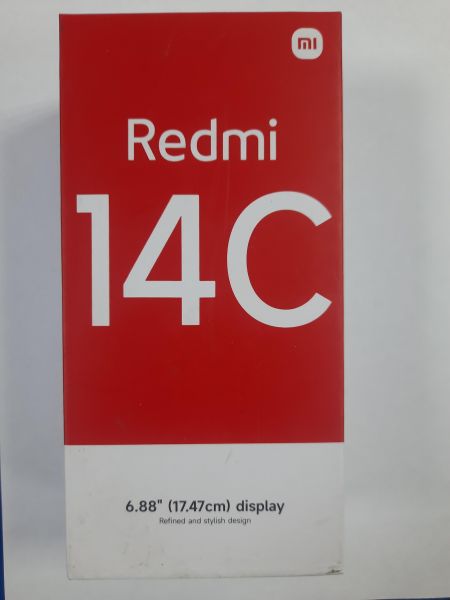 mi
Redmi
14C
6.88" (17.47cm) display
Refined and stylish design